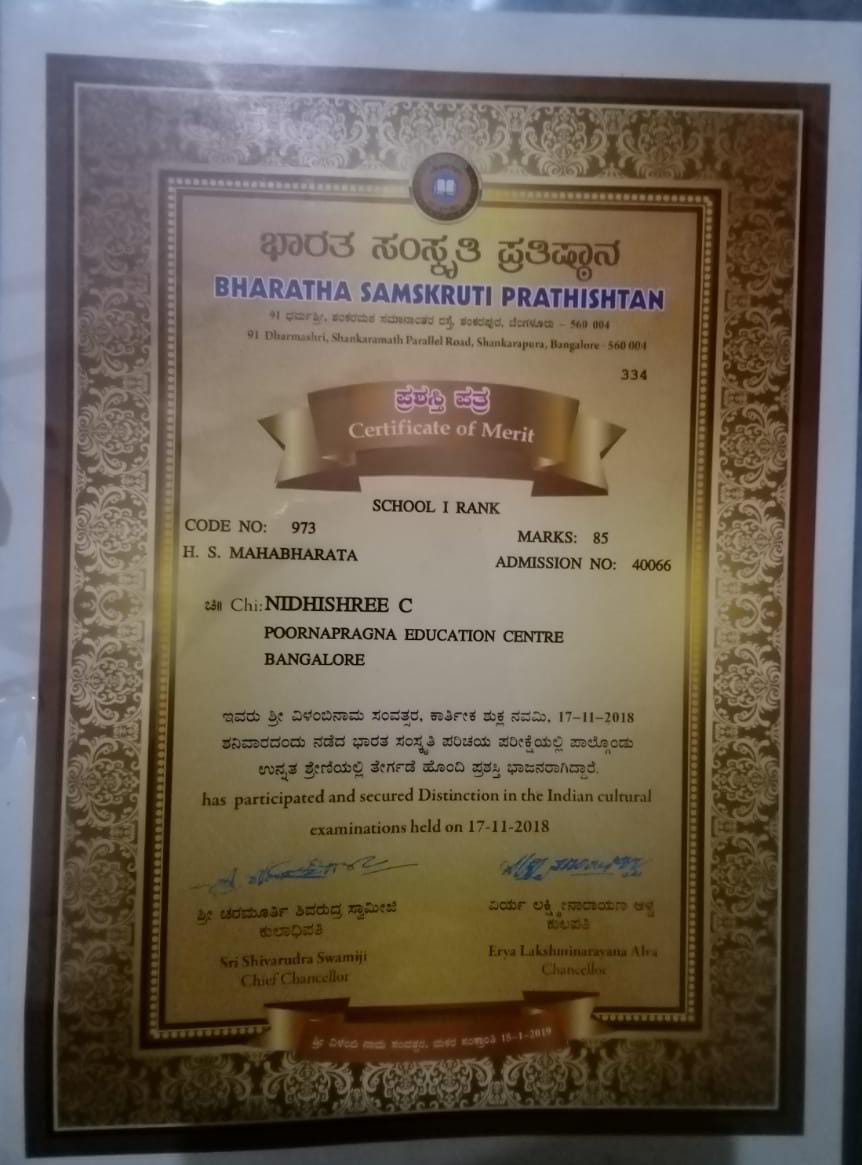 ಭಾರತ ಸಂಸ್ಕೃತಿ ಪ್ರತಿಷ್ಠಾನ
BHARATHA SAMSKRUTI PRATHISHTAN
91 ಧರ್ಮಶ್ರೀ, ಶಂಕರಮಠ ಸಮಾನಾಂತರ ರಸ್ತೆ, ಶಂಕರಪುರ, ಬೆಂಗಳೂರು - 560 004
91 Dharmashri, Shankaramath Parallel Road, Shankarapura, Bangalore - 560 004
334
ಪ್ರಶಸ್ತಿ ಪತ್ರ
Certificate of Merit
SCHOOL I RANK
CODE NO: 973 MARKS: 85
H. S. MAHABHARATA ADMISSION NO: 40066
ಚಿ॥ Chi: NIDHISHREE C
POORNAPRAGNA EDUCATION CENTRE
BANGALORE
ಇವರು ಶ್ರೀ ವಿಳಂಬಿನಾಮ ಸಂವತ್ಸರ, ಕಾರ್ತೀಕ ಶುಕ್ಲ ನವಮಿ, 17-11-2018
ಶನಿವಾರದಂದು ನಡೆದ ಭಾರತ ಸಂಸ್ಕೃತಿ ಪರಿಚಯ ಪರೀಕ್ಷೆಯಲ್ಲಿ ಪಾಲ್ಗೊಂಡು
ಉನ್ನತ ಶ್ರೇಣಿಯಲ್ಲಿ ತೇರ್ಗಡೆ ಹೊಂದಿ ಪ್ರಶಸ್ತಿ ಭಾಜನರಾಗಿದ್ದಾರೆ.
has participated and secured Distinction in the Indian cultural
examinations held on 17-11-2018
ಶ್ರೀ ಚರಮೂರ್ತಿ ಶಿವರುದ್ರ ಸ್ವಾಮೀಜಿ ಏರ್ಯ ಲಕ್ಷ್ಮೀನಾರಾಯಣ ಆಳ್ವ
ಕುಲಾಧಿಪತಿ ಕುಲಪತಿ
Sri Shivarudra Swamiji Erya Lakshminarayana Alva
Chief Chancellor Chancellor
ಶ್ರೀ ವಿಳಂಬಿ ನಾಮ ಸಂವತ್ಸರ, ಮಕರ ಸಂಕ್ರಾಂತಿ 15-1-2019